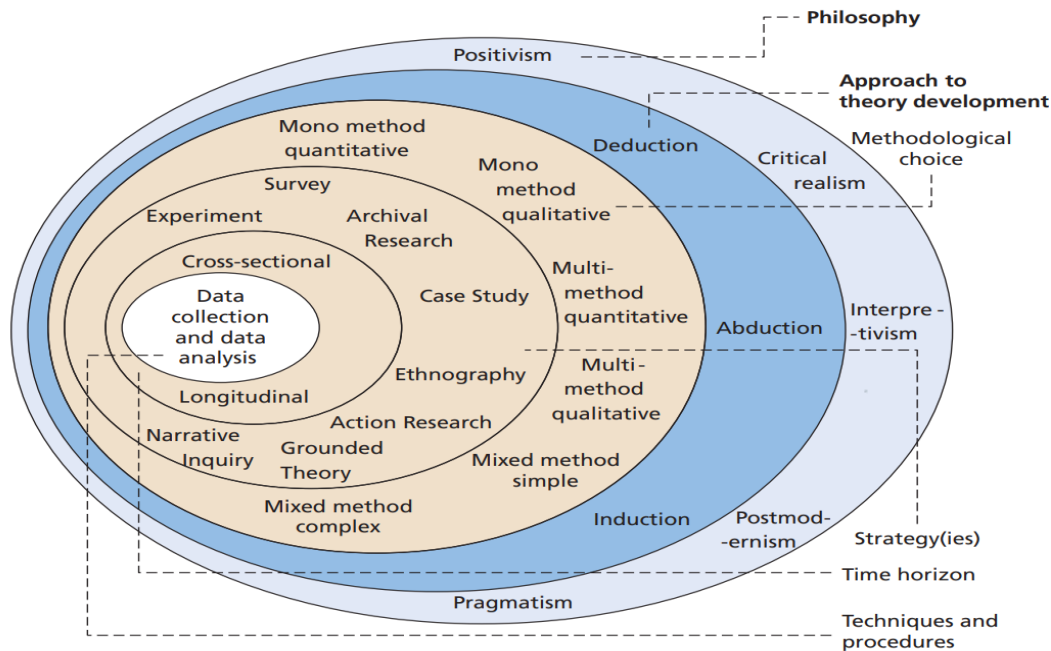 Philosophy
Positivism
Approach to
theory development
Mono method
quantitative
Deduction
Methodological
choice
Mono
method
qualitative
Critical
realism
Survey
Experiment
Archival
Research
Cross-sectional
Data
collection
and data
analysis
Case Study
Multi-
method
quantitative
Abduction
Interpre -
-tivism
Ethnography
Multi-
method
qualitative
Longitudinal
Action Research
Narrative
Inquiry
Grounded
Theory
Mixed method
simple
Mixed method
complex
Induction
Postmod-
-ernism
Strategy(ies)
Time horizon
Pragmatism
Techniques and
procedures